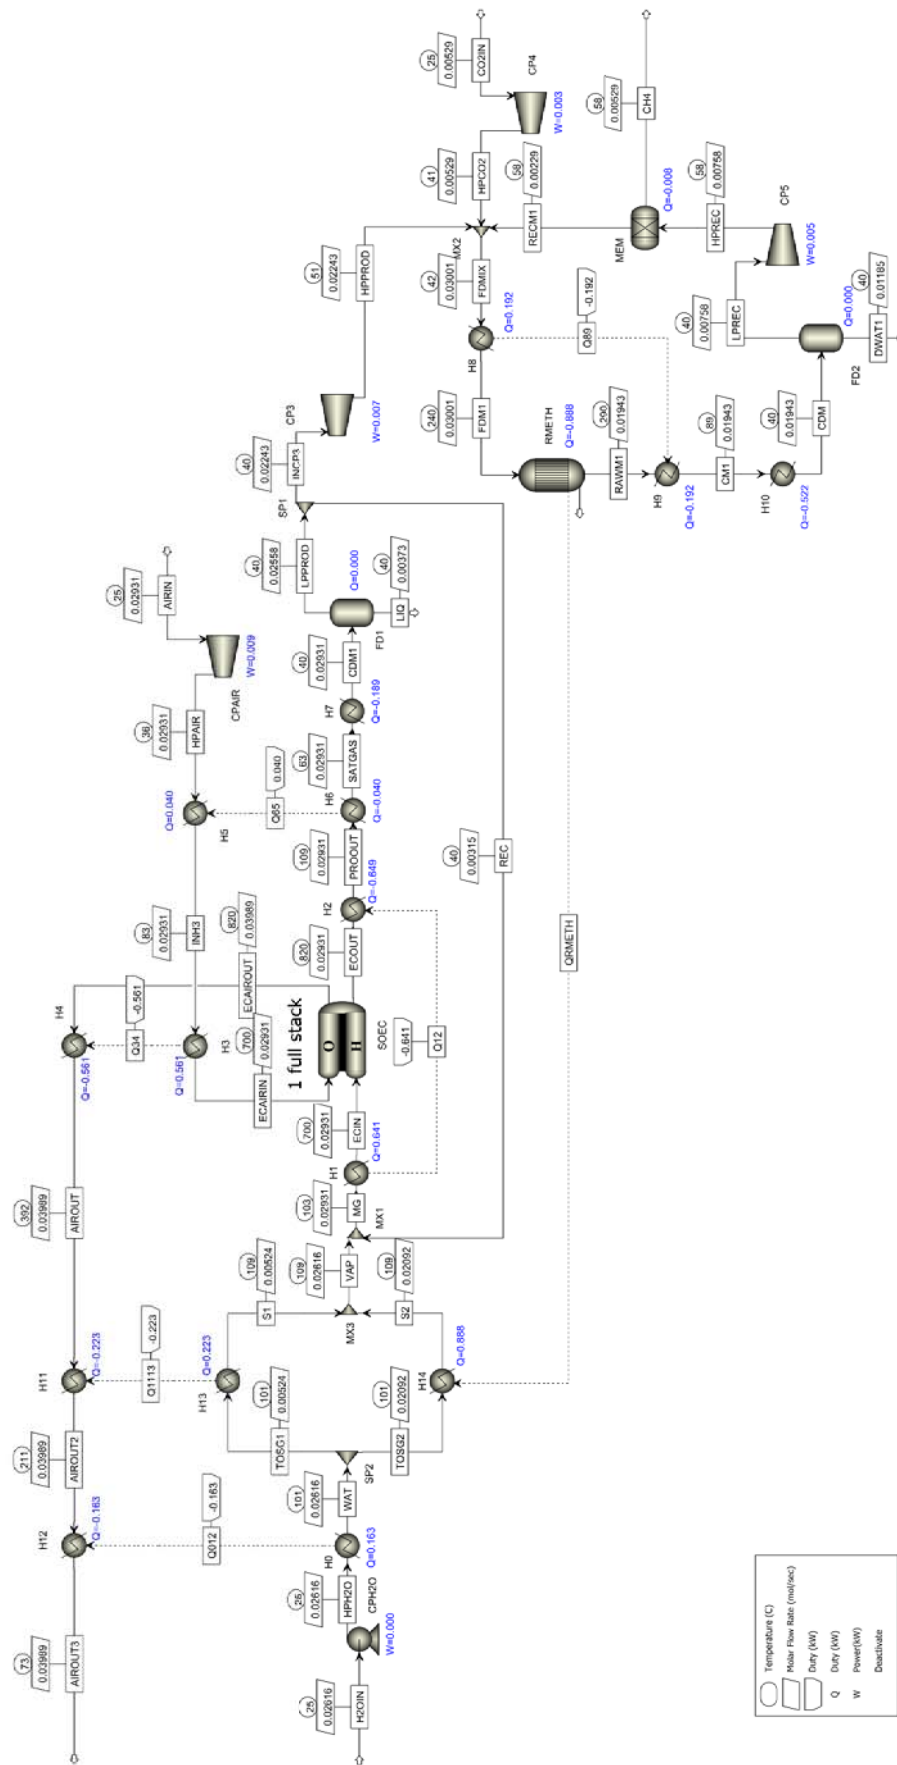 73
0.03989
AIROUT3
H12
Q=-0.163
211
0.03989
AIROUT2
H11
Q=-0.223
392
0.03989
AIROUT
H4
Q=-0.561
-0.163
Q012
-0.223
Q1113
-0.561
Q34
25
0.02616
H2OIN
CPH2O
W=0.000
26
0.02616
HPH2O
H0
Q=0.163
101
0.02616
WAT
SP2
101
0.00524
TOSG1
101
0.02092
TOSG2
H13
Q=0.223
H14
Q=0.888
109
0.00524
S1
109
0.02092
S2
MX3
109
0.02616
VAP
MX1
103
0.02931
MG
H1
Q=0.641
700
0.02931
ECIN
1 full stack
O
H
SOEC
-0.641
Q12
H3
Q=0.561
700
0.02931
ECAIRIN
820
0.03989
ECAIROUT
83
0.02931
INH3
H5
Q=0.040
36
0.02931
HPAIR
CPAIR
W=0.009
25
0.02931
AIRIN
820
0.02931
ECOUT
H2
Q=-0.649
109
0.02931
PROOUT
0.040
Q65
H6
Q=-0.040
63
0.02931
SATGAS
H7
Q=-0.189
40
0.02931
CDM1
FD1
Q=0.000
40
0.00373
LIQ
40
0.02558
LPPROD
SP1
40
0.00315
REC
40
0.02243
INCP3
CP3
W=0.007
51
0.02243
HPPROD
25
0.00529
CO2IN
CP4
W=0.003
41
0.00529
HPCO2
MX2
58
0.00229
RECM1
42
0.03001
FDMIX
H8
Q=0.192
-0.192
Q89
240
0.03001
FDM1
RMETH
Q=-0.888
QRMETH
290
0.01943
RAWM1
H9
Q=-0.192
89
0.01943
CM1
H10
Q=-0.522
40
0.01943
CDM
FD2
Q=0.000
40
0.01185
DWAT1
40
0.00758
LPREC
CP5
W=0.005
58
0.00758
HPREC
MEM
Q=-0.008
58
0.00529
CH4
Temperature (C)
Molar Flow Rate (mol/sec)
Duty (kW)
Q Duty (kW)
W Power(kW)
Deactivate